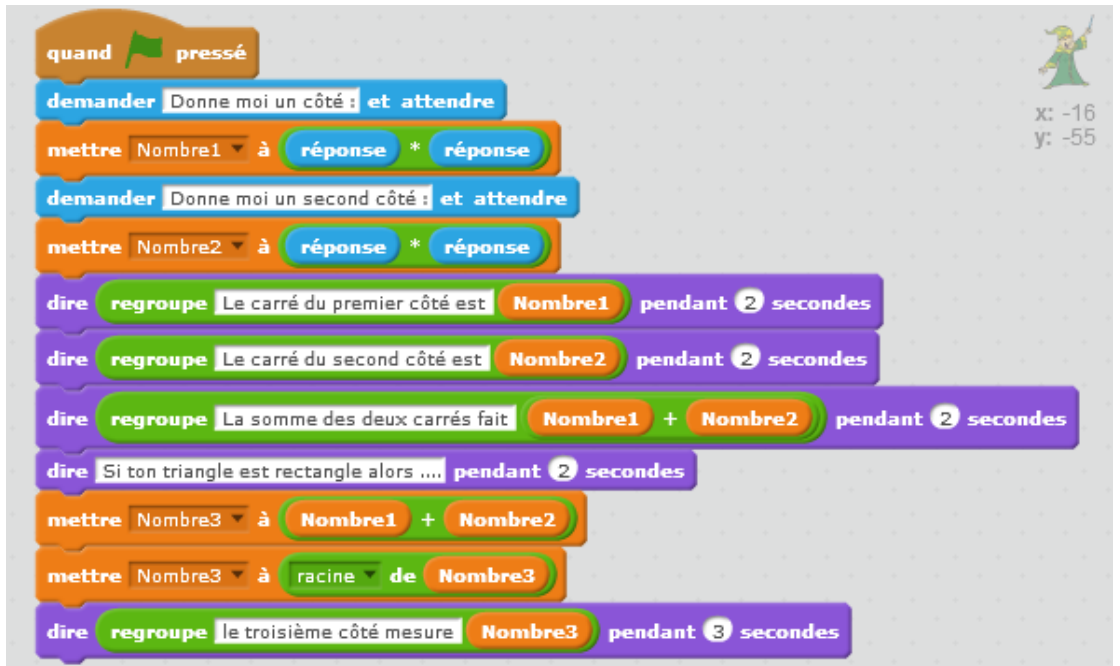 quand pressé
demander Donne moi un côté : et attendre
x: -16
mettre Nombre1 à réponse * réponse
y: -55
demander Donne moi un second côté : et attendre
mettre Nombre2 à réponse * réponse
dire regroupe Le carré du premier côté est Nombre1 pendant 2 secondes
dire regroupe Le carré du second côté est Nombre2 pendant 2 secondes
dire regroupe La somme des deux carrés fait Nombre1 + Nombre2 pendant 2 secondes
dire Si ton triangle est rectangle alors .... pendant 2 secondes
mettre Nombre3 à Nombre1 + Nombre2
mettre Nombre3 à racine de Nombre3
dire regroupe le troisième côté mesure Nombre3 pendant 3 secondes